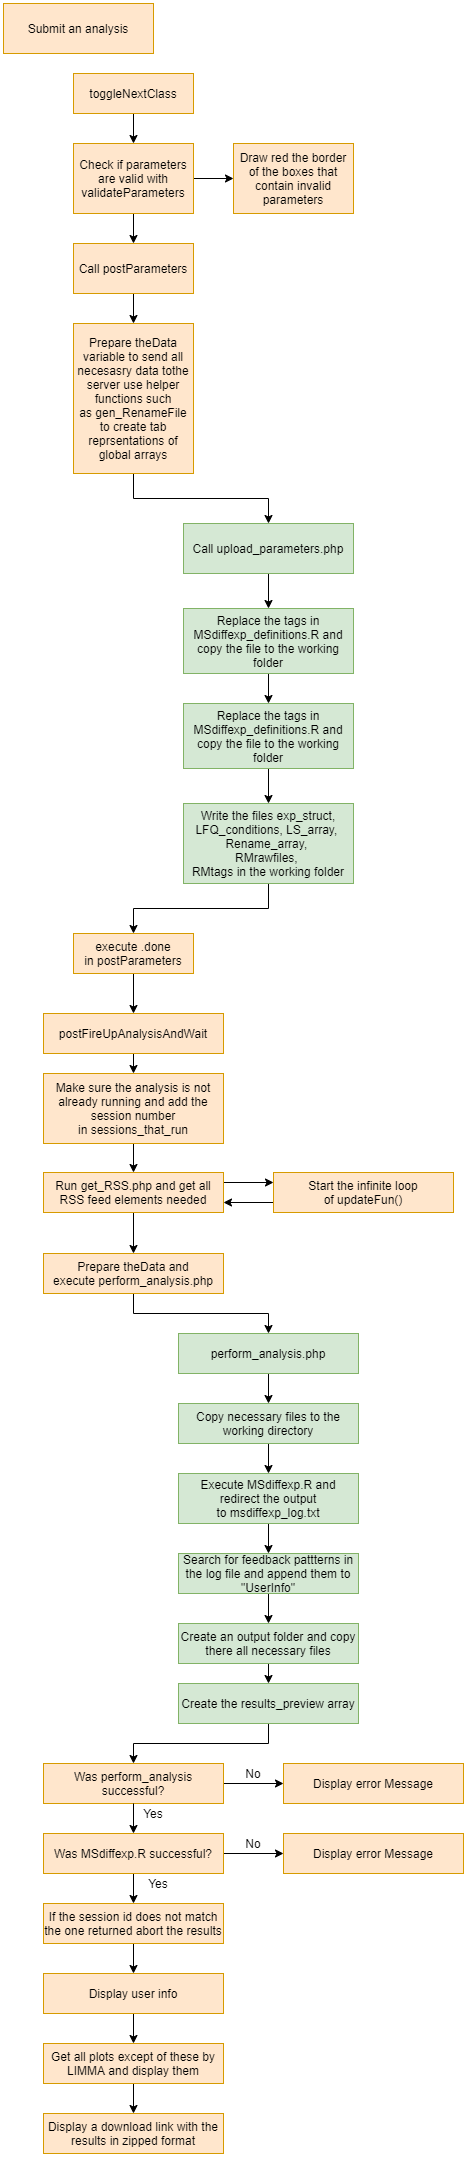 Submit an analysis
toggleNextClass
Check if parameters
are valid with
validateParameters
Draw red the border
of the boxes that
contain invalid
parameters
Call postParameters
Prepare theData
variable to send all
necesasry data tothe
server use helper
functions such
as gen_RenameFile
to create tab
reprsentations of
global arrays
Call upload_parameters.php
Replace the tags in
MSdiffexp_definitions.R and
copy the file to the working
folder
Replace the tags in
MSdiffexp_definitions.R and
copy the file to the working
folder
Write the files exp_struct,
LFQ_conditions, LS_array,
Rename_array,
RMrawfiles,
RMtags in the working folder
execute .done
in postParameters
postFireUpAnalysisAndWait
Make sure the analysis is not
already running and add the
session number
in sessions_that_run
Run get_RSS.php and get all
RSS feed elements needed
Start the infinite loop
of updateFun()
Prepare theData and
execute perform_analysis.php
perform_analysis.php
Copy necessary files to the
working directory
Execute MSdiffexp.R and
redirect the output
to msdiffexp_log.txt
Search for feedback pattterns in
the log file and append them to
"UserInfo"
Create an output folder and copy
there all necessary files
Create the results_preview array
Was perform_analysis
successful?
No
Display error Message
Yes
Was MSdiffexp.R successful?
No
Display error Message
Yes
If the session id does not match
the one returned abort the results
Display user info
Get all plots except of these by
LIMMA and display them
Display a download link with the
results in zipped format